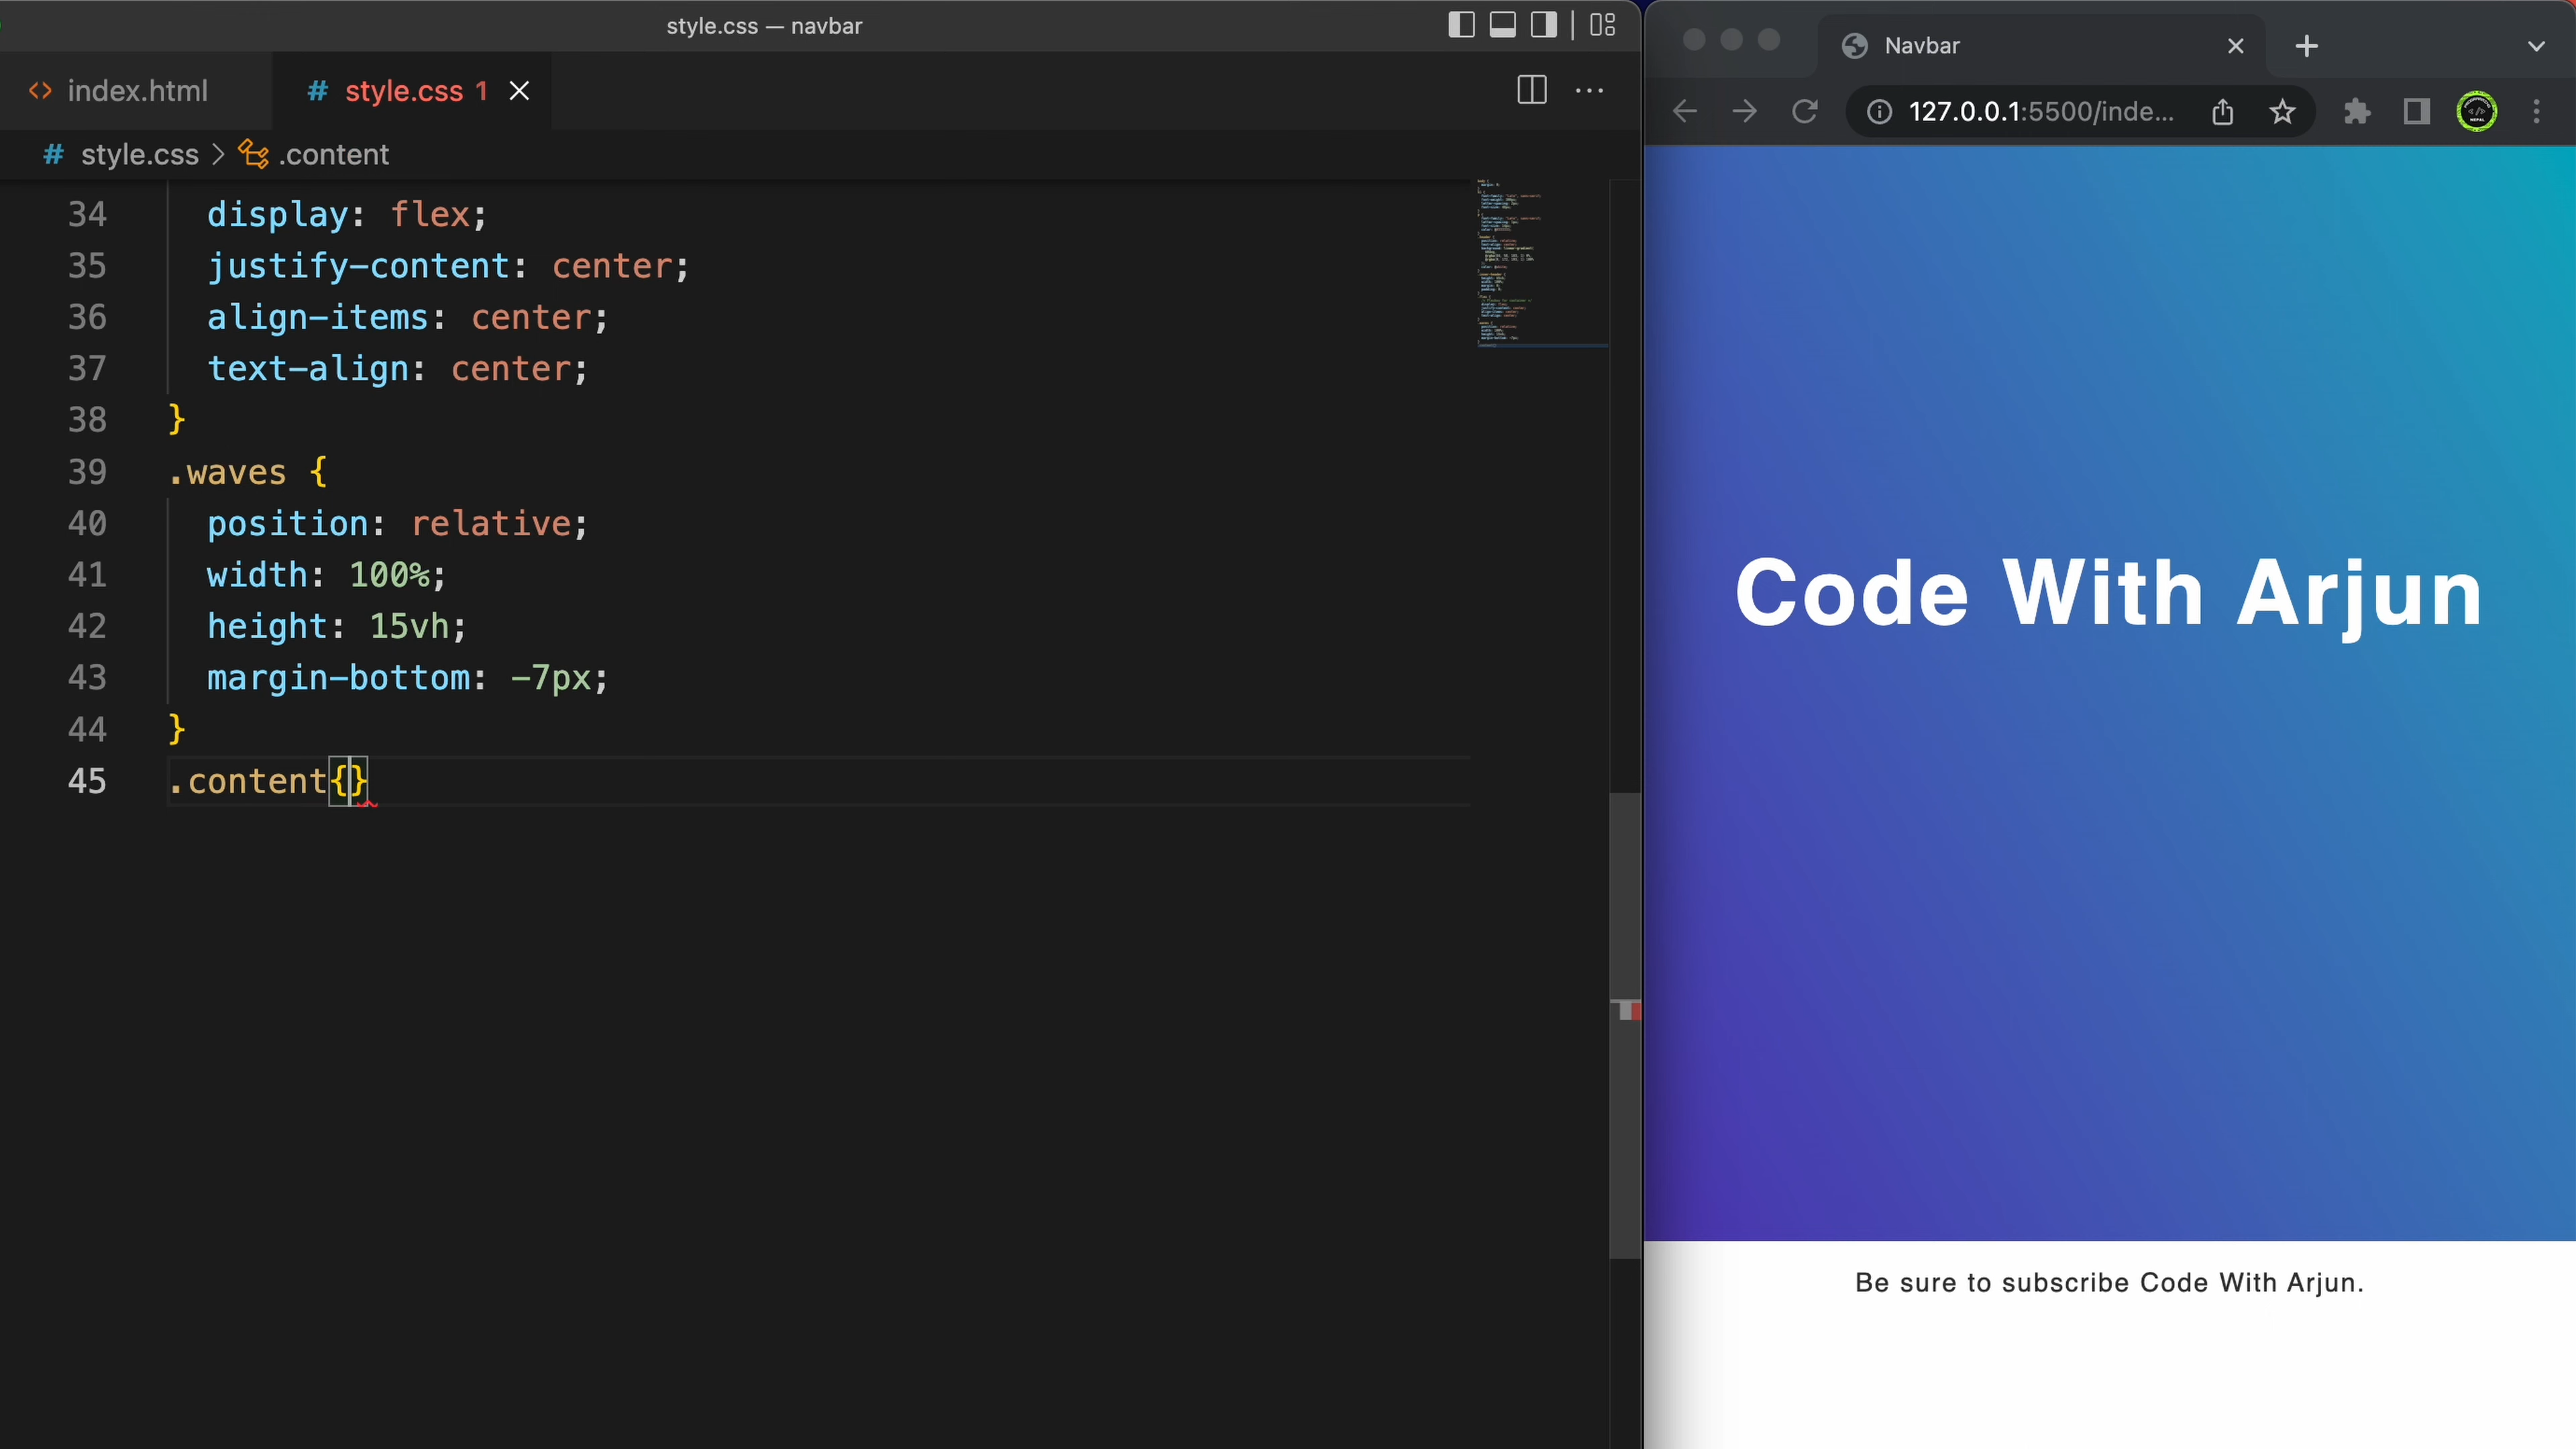 style.css — navbar
index.html
# style.css 1
# style.css > .content
34 display: flex;
35 justify-content: center;
36 align-items: center;
37 text-align: center;
38 }
39 .waves {
40 position: relative;
41 width: 100%;
42 height: 15vh;
43 margin-bottom: -7px;
44 }
45 .content{}
Navbar
127.0.0.1:5500/inde...
Code With Arjun
Be sure to subscribe Code With Arjun.